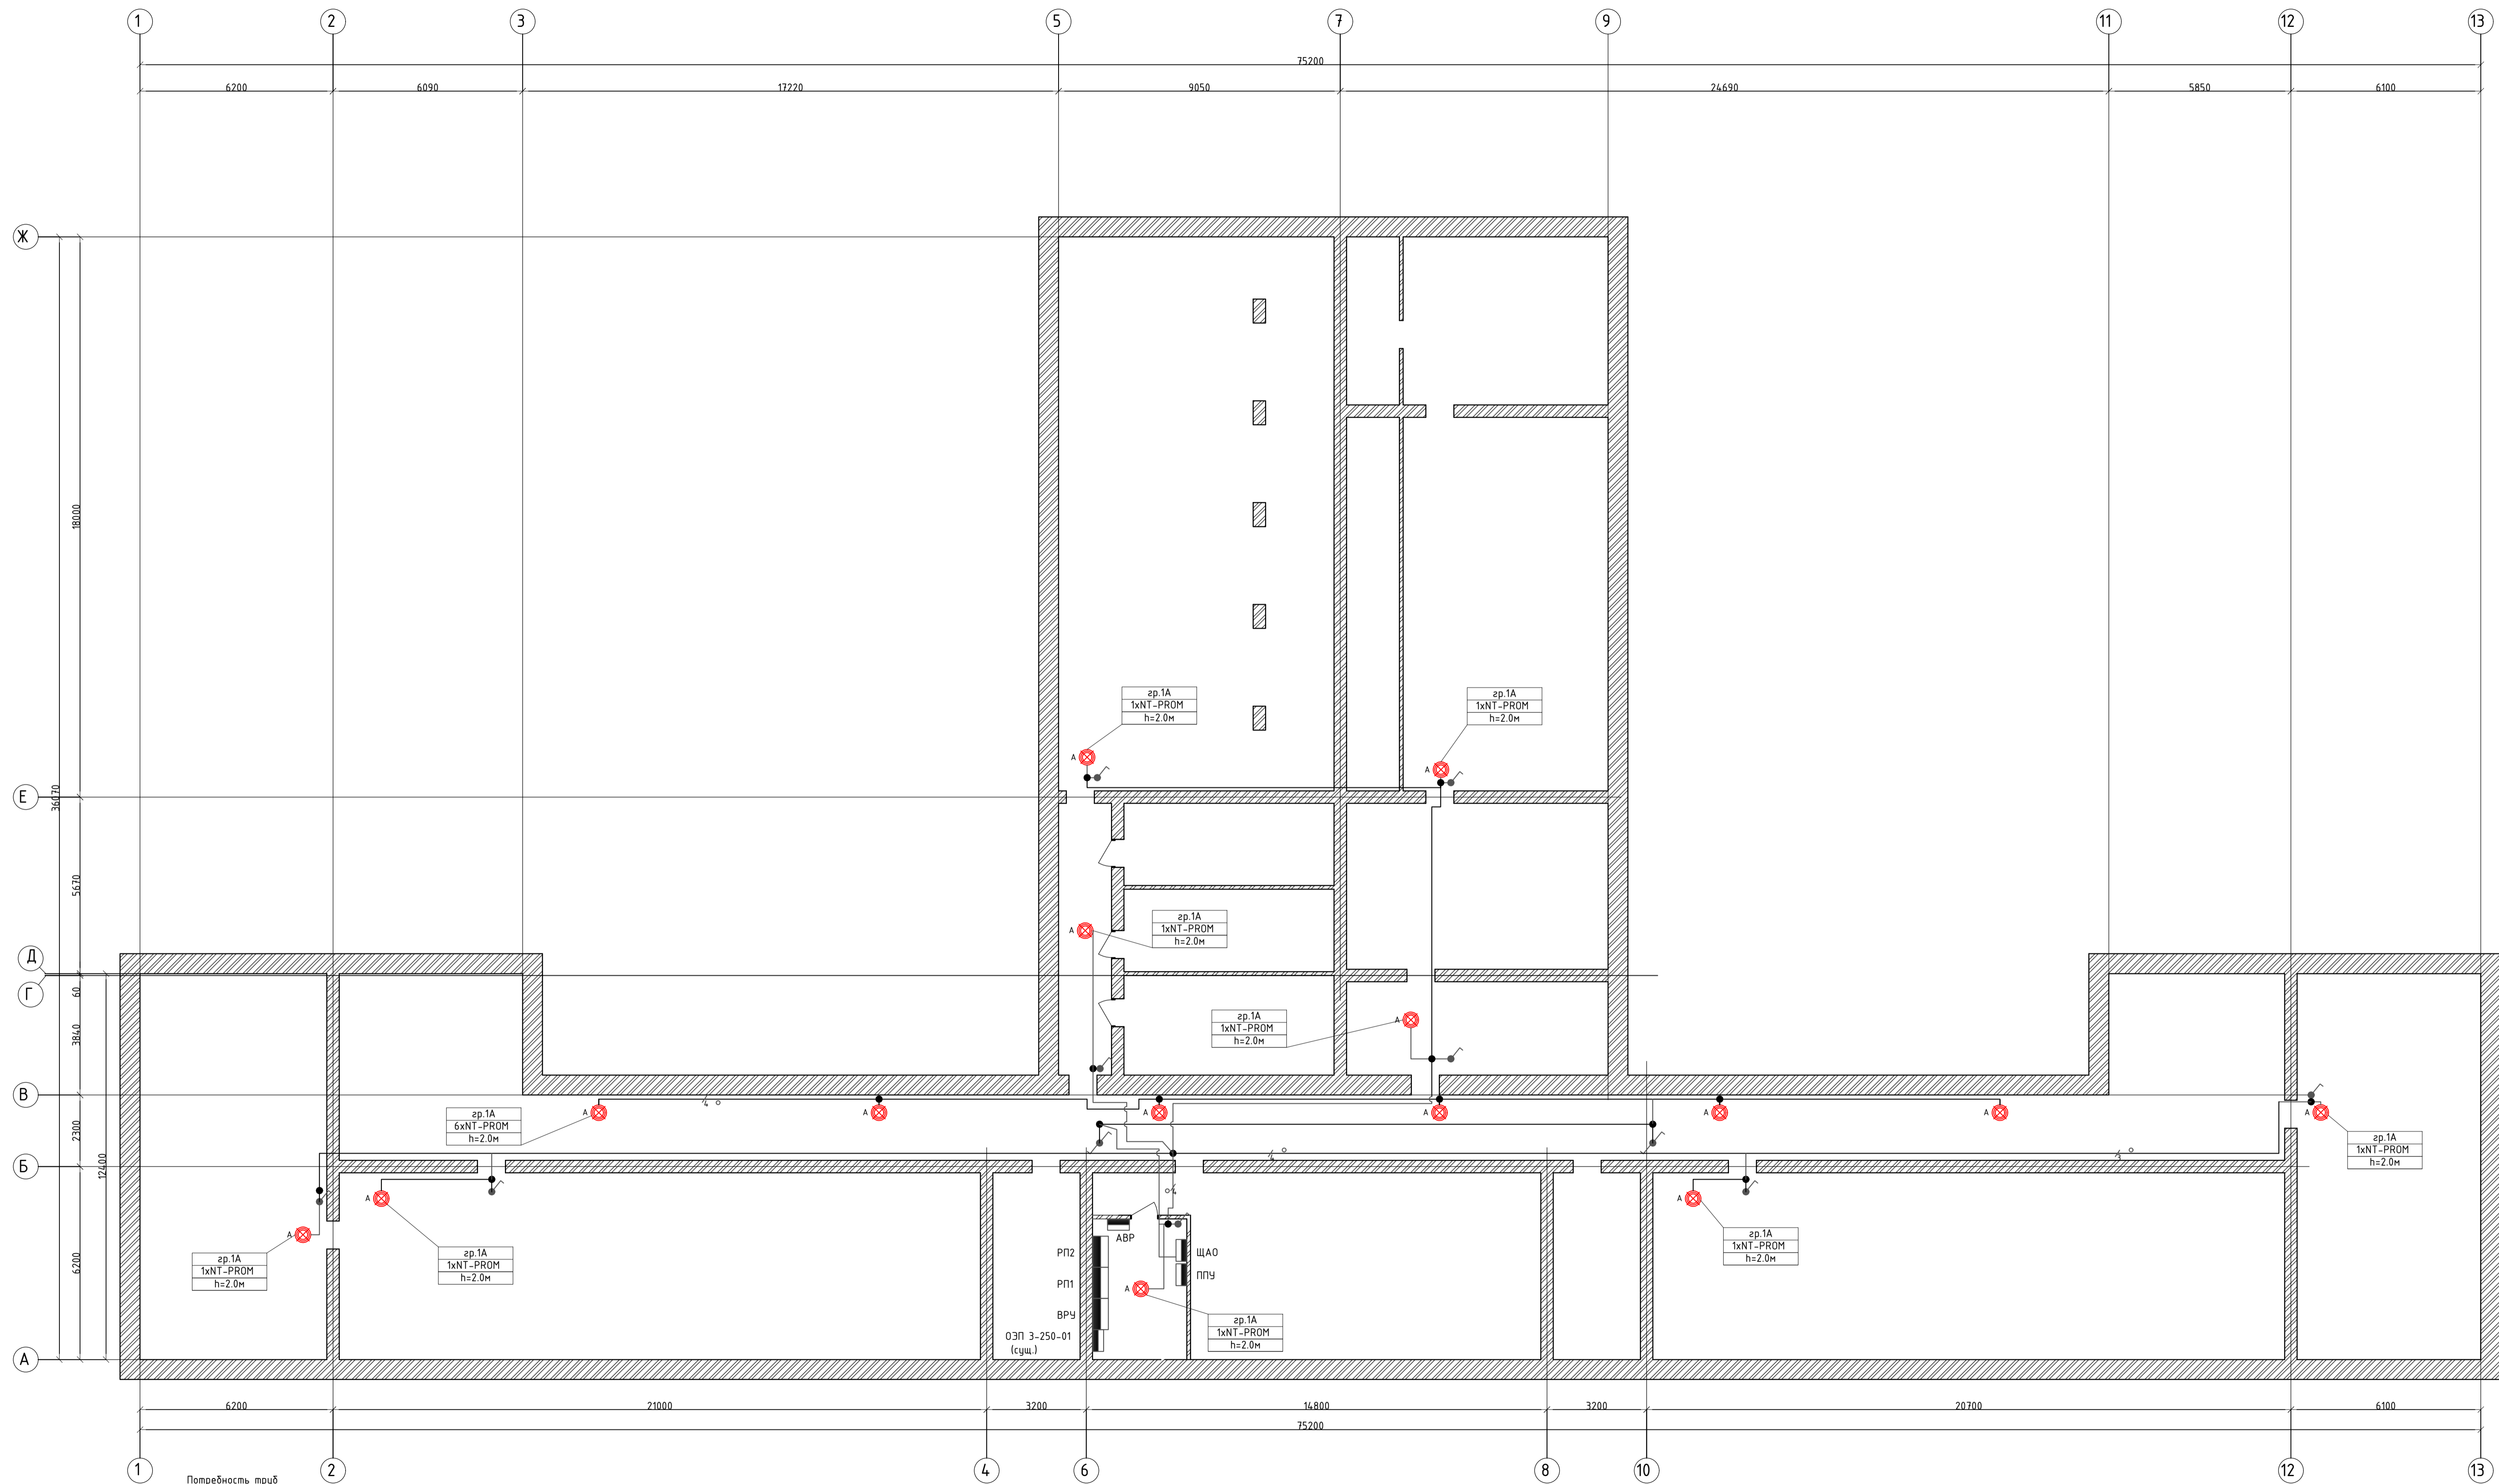 1 2 3 5 7 9 11 12 13
75200
6200 6090 17220 9050 24690 5850 6100
Ж
18000
гр.1А
1xNT-PROM
h=2.0м
А
гр.1А
1xNT-PROM
h=2.0м
А
Е
36070
5670
гр.1А
1xNT-PROM
h=2.0м
А
Д
Г
60
3840
гр.1А
1xNT-PROM
h=2.0м
А
В
4
гр.1А
6xNT-PROM
h=2.0м
А А А А А А А
2300
гр.1А
1xNT-PROM
h=2.0м
Б
12400
4
3
4
А
А
А
А
6200
гр.1А
1xNT-PROM
h=2.0м
гр.1А
1xNT-PROM
h=2.0м
АВР
РП2
ЩАО
РП1
ППУ
ВРУ
А
ОЭП 3-250-01
(сущ.)
гр.1А
1xNT-PROM
h=2.0м
гр.1А
1xNT-PROM
h=2.0м
А
6200 21000 3200 14800 3200 20700 6100
75200
1 2 4 6 8 10 12 13
Потребность труб